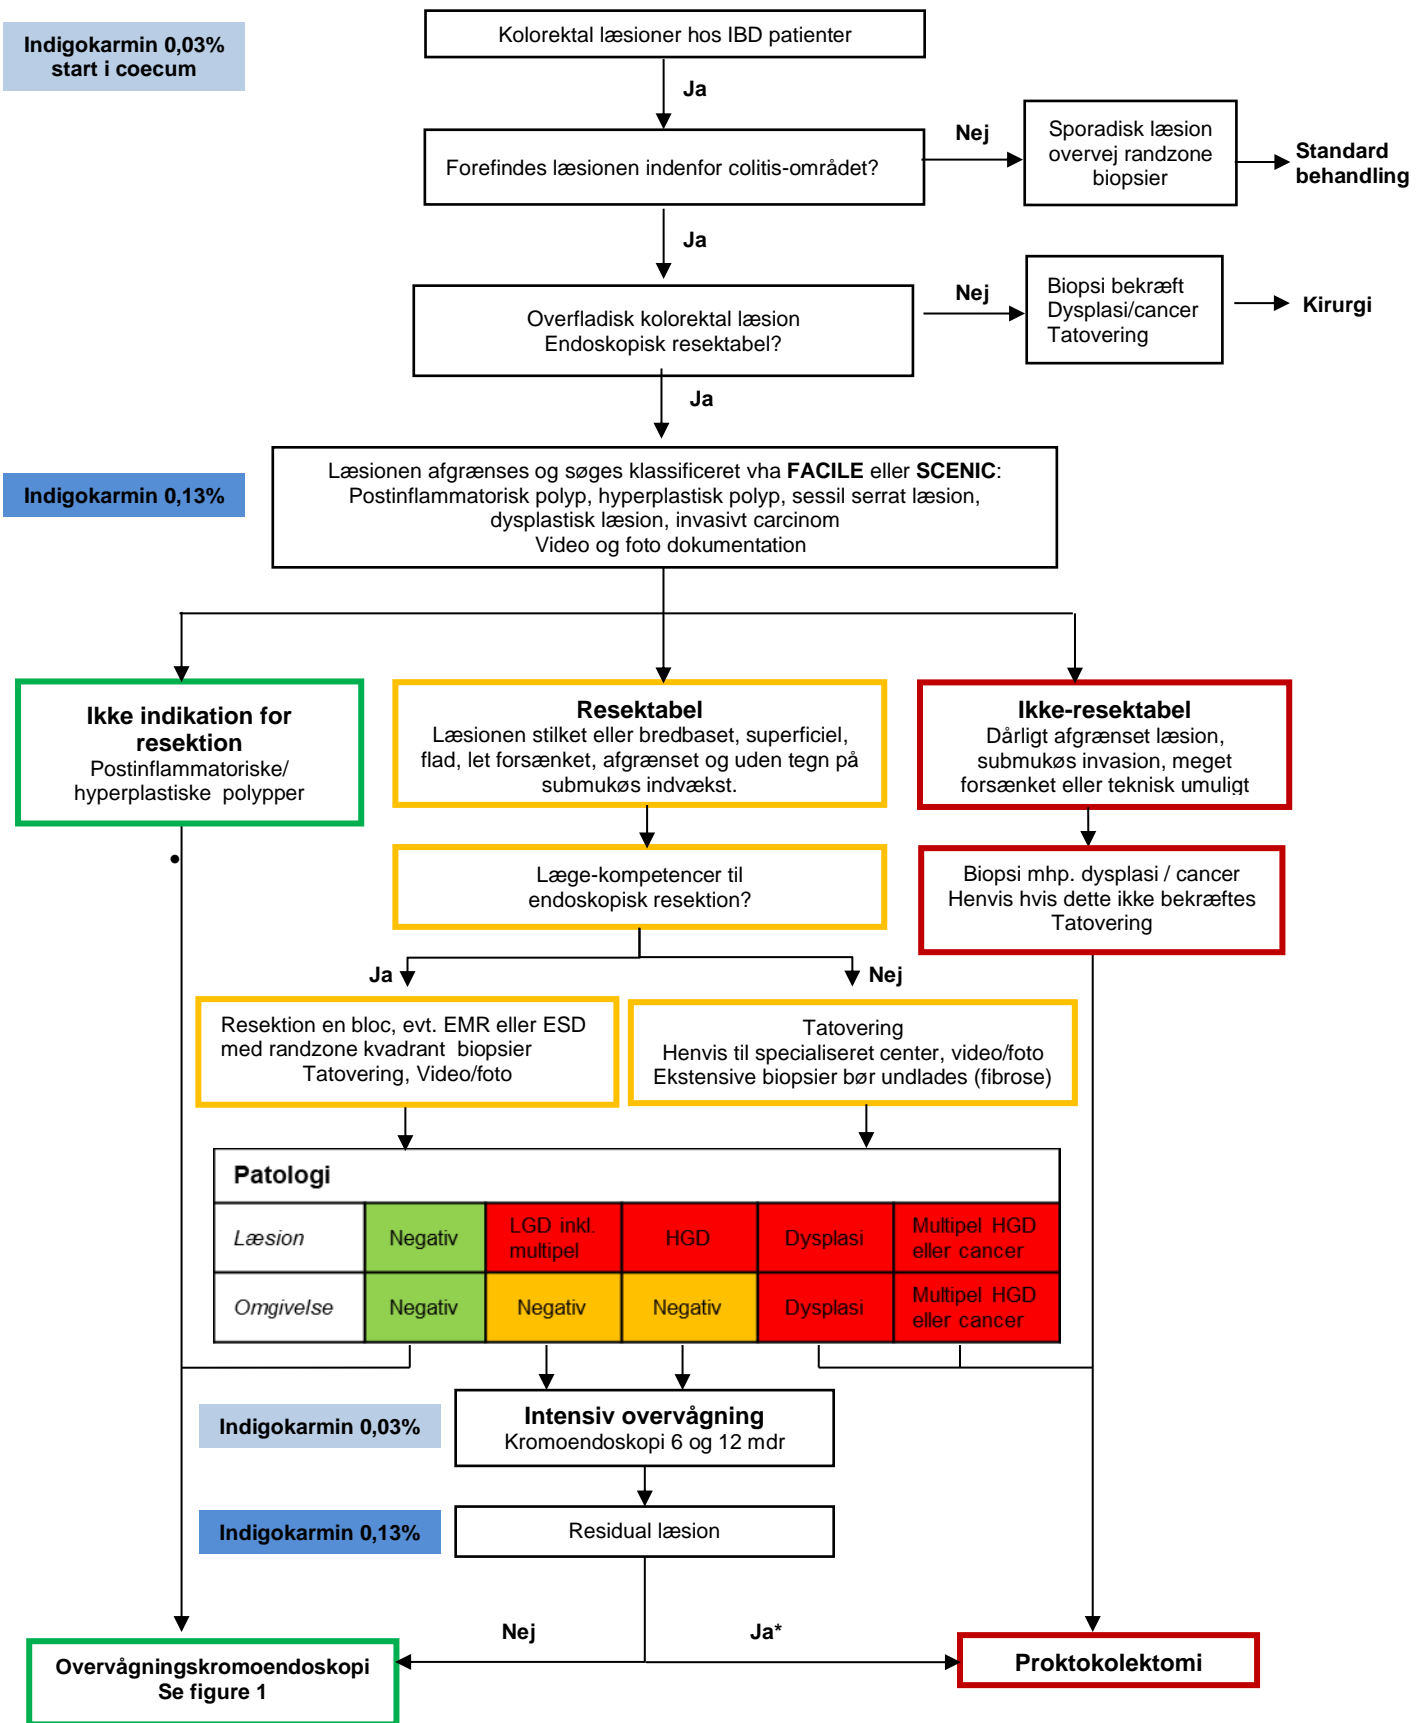 Indigokarmin 0,03%
start i coecum
Kolorektal læsioner hos IBD patienter
Ja
Forefindes læsionen indenfor colitis-området?
Nej
Sporadisk læsion
overvej randzone
biopsier
Standard
behandling
Ja
Overfladisk kolorektal læsion
Endoskopisk resektabel?
Nej
Biopsi bekræft
Dysplasi/cancer
Tatovering
Kirurgi
Ja
Indigokarmin 0,13%
Læsionen afgrænses og søges klassificeret vha FACILE eller SCENIC:
Postinflammatorisk polyp, hyperplastisk polyp, sessil serrat læsion,
dysplastisk læsion, invasivt carcinom
Video og foto dokumentation
Ikke indikation for
resektion
Postinflammatoriske/
hyperplastiske polypper
Resektabel
Læsionen stilket eller bredbaset, superficiel,
flad, let forsænket, afgrænset og uden tegn på
submukøs indvækst.
Ikke-resektabel
Dårligt afgrænset læsion,
submukøs invasion, meget
forsænket eller teknisk umuligt
Læge-kompetencer til
endoskopisk resektion?
Biopsi mhp. dysplasi / cancer
Henvis hvis dette ikke bekræftes
Tatovering
Ja
Nej
Resektion en bloc, evt. EMR eller ESD
med randzone kvadrant biopsier
Tatovering, Video/foto
Tatovering
Henvis til specialiseret center, video/foto
Ekstensive biopsier bør undlades (fibrose)
Patologi
Læsion
Negativ
LGD inkl.
multipel
HGD
Dysplasi
Multipel HGD
eller cancer
Omgivelse
Negativ
Negativ
Negativ
Dysplasi
Multipel HGD
eller cancer
Indigokarmin 0,03%
Intensiv overvågning
Kromoendoskopi 6 og 12 mdr
Indigokarmin 0,13%
Residual læsion
Nej
Ja*
Overvågningskromoendoskopi
Se figure 1
Proktokolektomi